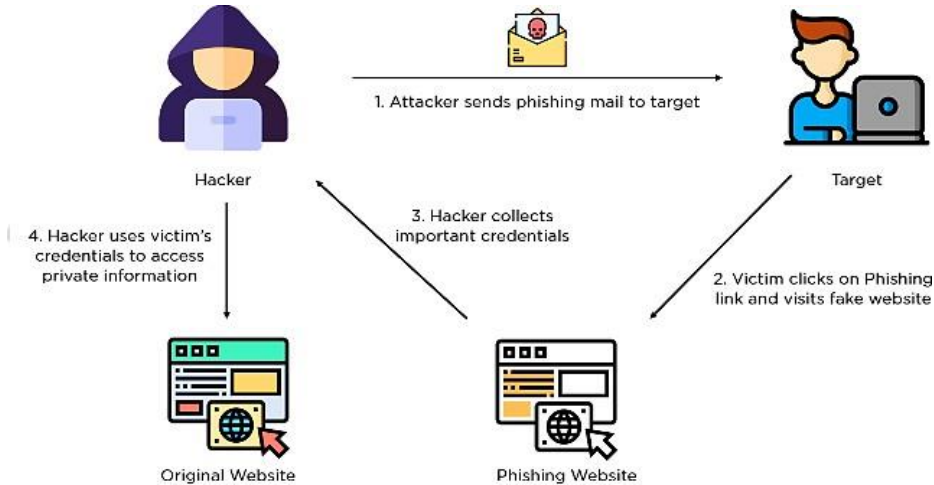 1. Attacker sends phishing mail to target
Hacker
Target
3. Hacker collects
important credentials
4. Hacker uses victim's
credentials to access
private information
2. Victim clicks on Phishing
link and visits fake website
Original Website
Phishing Website